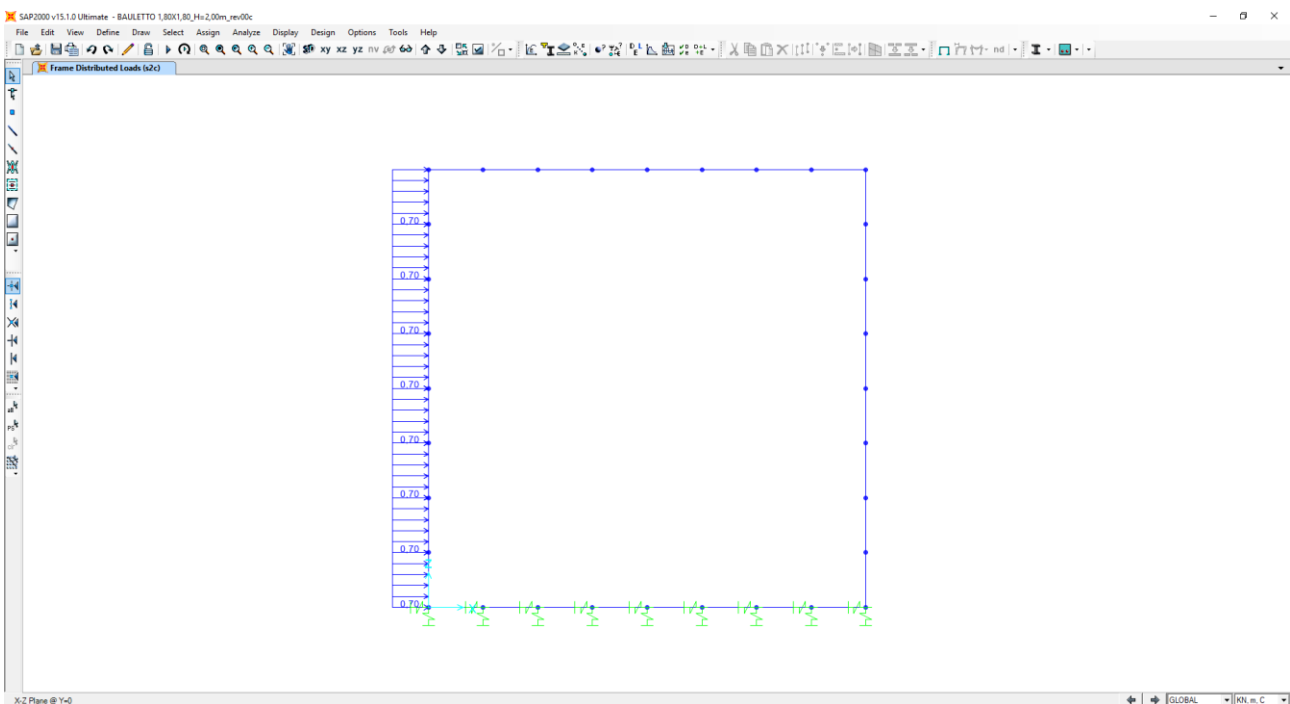 SAP2000 v15.1.0 Ultimate - BAULETTO 1,80X1,80_H=2,00m_rev00c
File Edit View Define Draw Select Assign Analyze Display Design Options Tools Help
xy xz yz nv nd
Frame Distributed Loads (s2c)
0,70
0,70
0,70
0,70
0,70
0,70
0,70
0,70
X
X-Z Plane @ Y=0
GLOBAL
KN, m, C